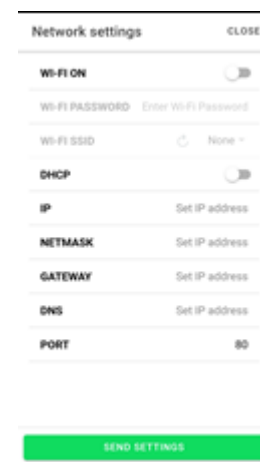 Network settings CLOSE
WI-FI ON
WI-FI PASSWORD Enter Wi-Fi Password
WI-FI SSID None
DHCP
IP Set IP address
NETMASK Set IP address
GATEWAY Set IP address
DNS Set IP address
PORT 80
SEND SETTINGS